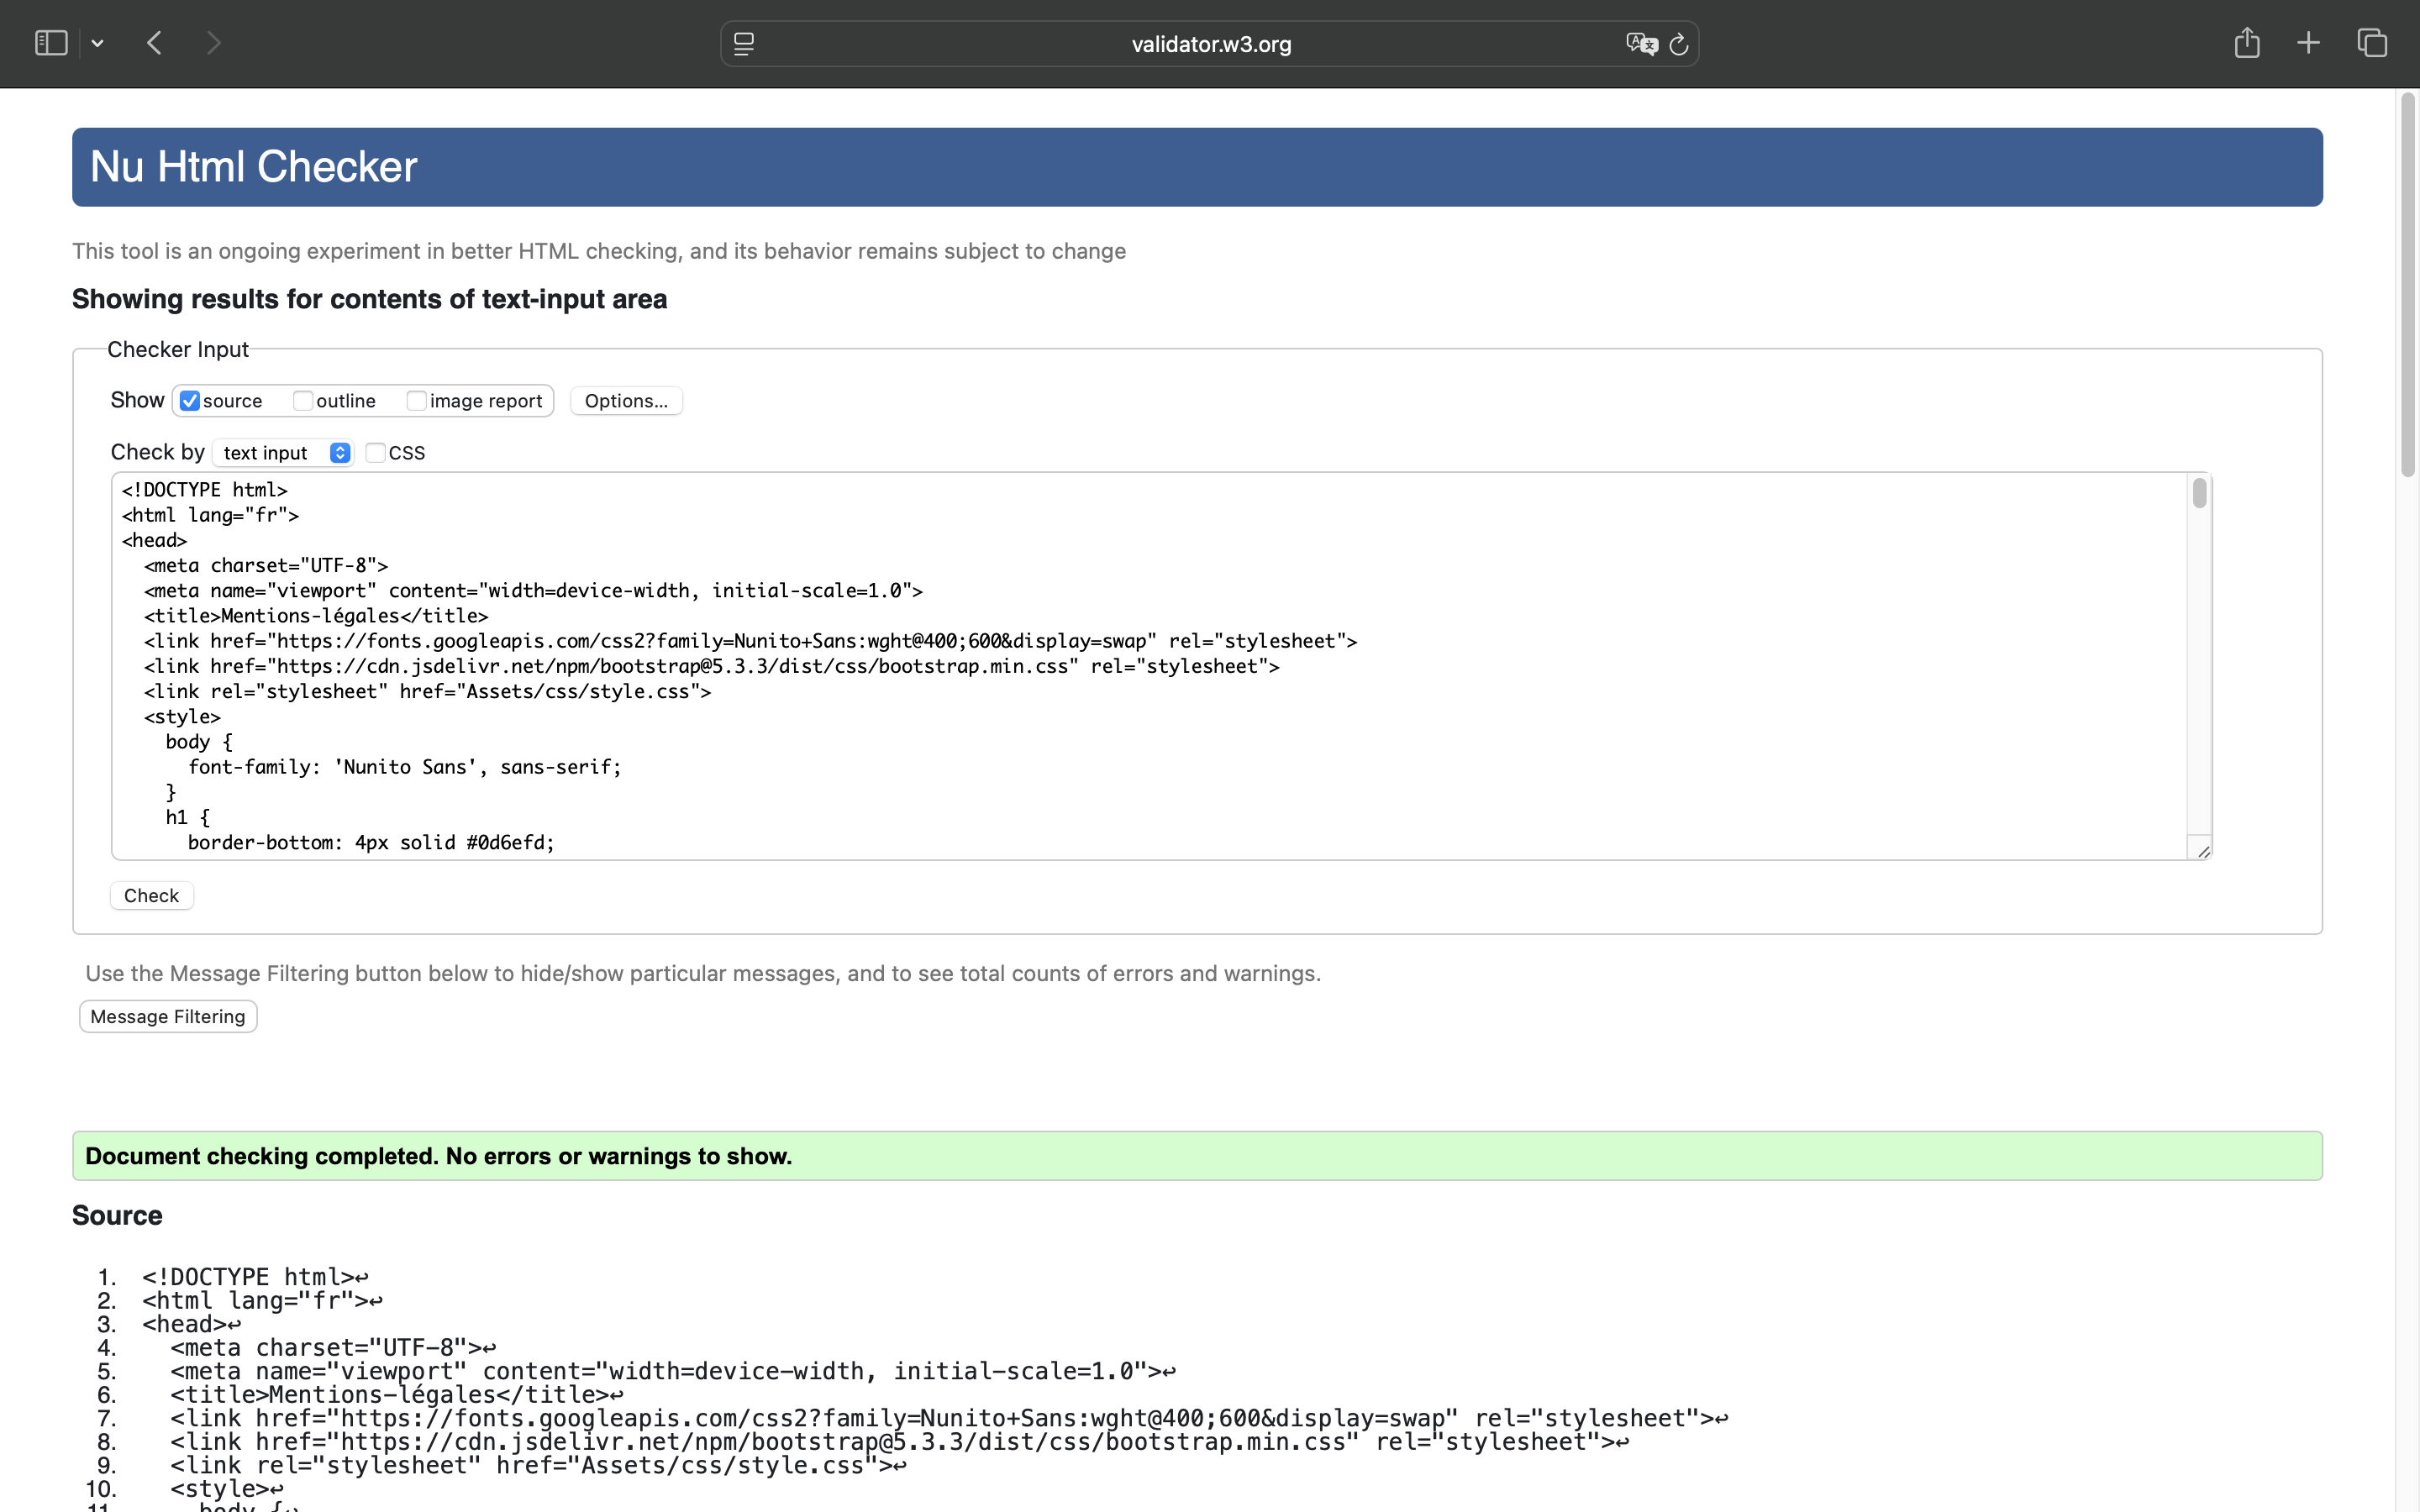 validator.w3.org
Nu Html Checker
This tool is an ongoing experiment in better HTML checking, and its behavior remains subject to change
Showing results for contents of text-input area
Checker Input
Show source outline image report Options...
Check by text input CSS
<!DOCTYPE html>
<html lang="fr">
<head>
  <meta charset="UTF-8">
  <meta name="viewport" content="width=device-width, initial-scale=1.0">
  <title>Mentions-légales</title>
  <link href="https://fonts.googleapis.com/css2?family=Nunito+Sans:wght@400;600&display=swap" rel="stylesheet">
  <link href="https://cdn.jsdelivr.net/npm/bootstrap@5.3.3/dist/css/bootstrap.min.css" rel="stylesheet">
  <link rel="stylesheet" href="Assets/css/style.css">
  <style>
    body {
      font-family: 'Nunito Sans', sans-serif;
    }
    h1 {
      border-bottom: 4px solid #0d6efd;
Check
Use the Message Filtering button below to hide/show particular messages, and to see total counts of errors and warnings.
Message Filtering
Document checking completed. No errors or warnings to show.
Source
1. <!DOCTYPE html>↩
2. <html lang="fr">↩
3. <head>↩
4.   <meta charset="UTF-8">↩
5.   <meta name="viewport" content="width=device-width, initial-scale=1.0">↩
6.   <title>Mentions-légales</title>↩
7.   <link href="https://fonts.googleapis.com/css2?family=Nunito+Sans:wght@400;600&display=swap" rel="stylesheet">↩
8.   <link href="https://cdn.jsdelivr.net/npm/bootstrap@5.3.3/dist/css/bootstrap.min.css" rel="stylesheet">↩
9.   <link rel="stylesheet" href="Assets/css/style.css">↩
10.   <style>↩
11.     body {↩